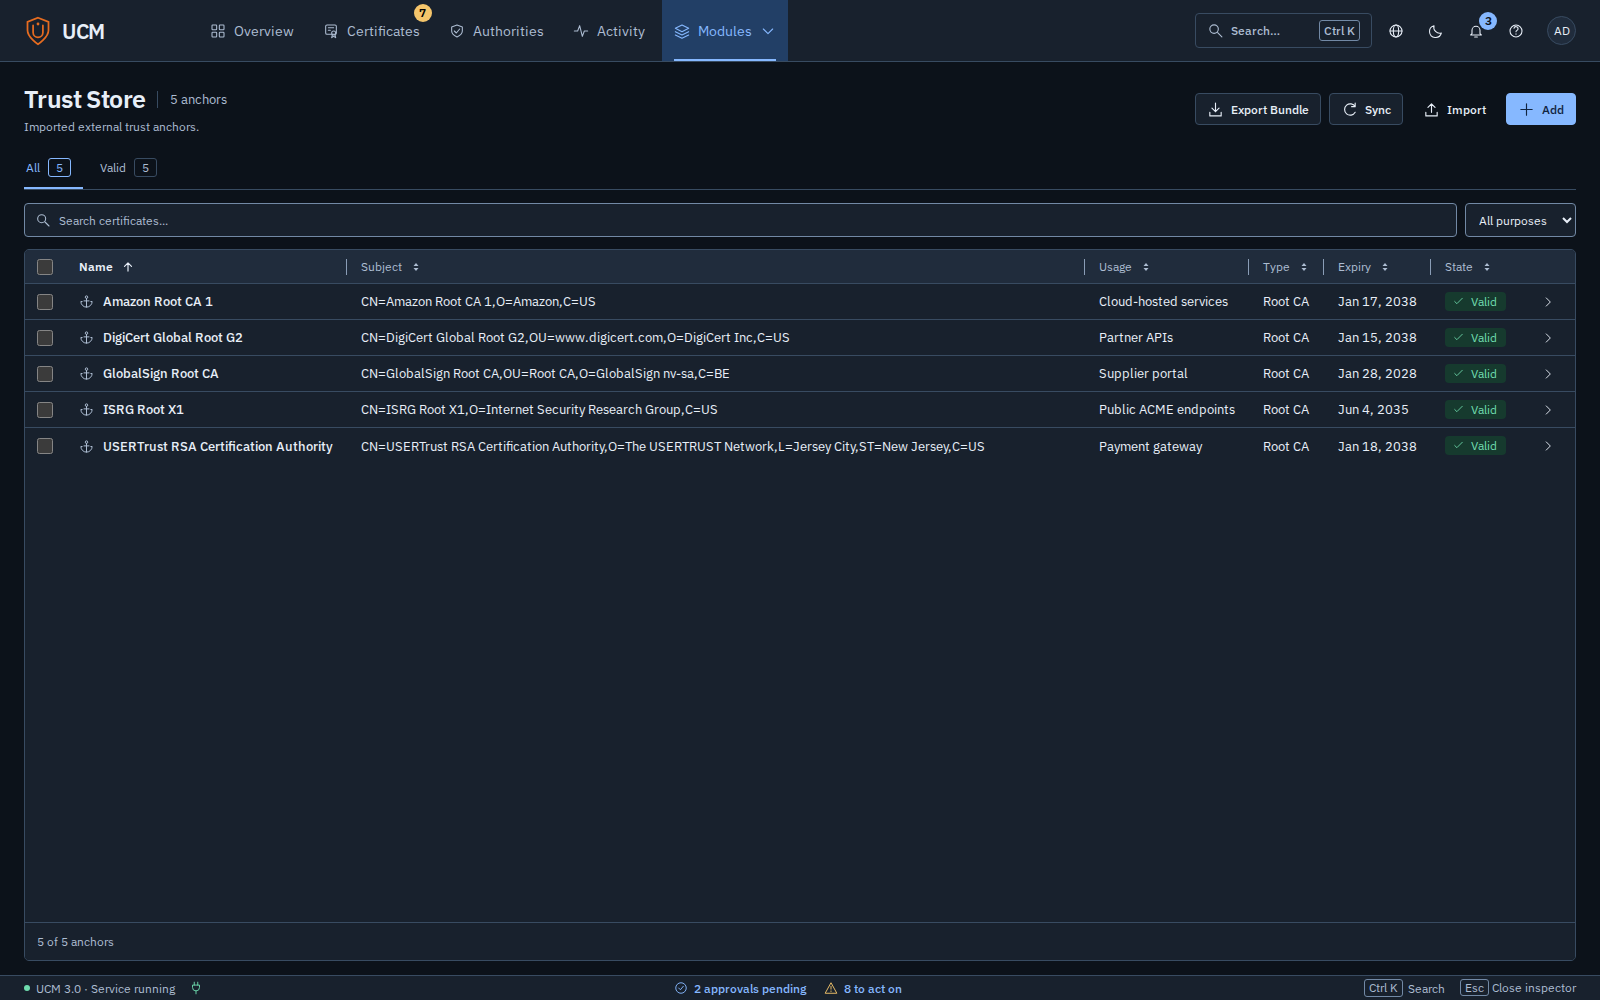 UCM
Overview
Certificates
7
Authorities
Activity
Modules
Search...
Ctrl K
3
AD
Trust Store
5 anchors
Imported external trust anchors.
Export Bundle
Sync
Import
Add
All 5
Valid 5
Search certificates...
All purposes
Name Subject Usage Type Expiry State
Amazon Root CA 1 CN=Amazon Root CA 1,O=Amazon,C=US Cloud-hosted services Root CA Jan 17, 2038 Valid
DigiCert Global Root G2 CN=DigiCert Global Root G2,OU=www.digicert.com,O=DigiCert Inc,C=US Partner APIs Root CA Jan 15, 2038 Valid
GlobalSign Root CA CN=GlobalSign Root CA,OU=Root CA,O=GlobalSign nv-sa,C=BE Supplier portal Root CA Jan 28, 2028 Valid
ISRG Root X1 CN=ISRG Root X1,O=Internet Security Research Group,C=US Public ACME endpoints Root CA Jun 4, 2035 Valid
USERTrust RSA Certification Authority CN=USERTrust RSA Certification Authority,O=The USERTRUST Network,L=Jersey City,ST=New Jersey,C=US Payment gateway Root CA Jan 18, 2038 Valid
5 of 5 anchors
UCM 3.0 · Service running
2 approvals pending
8 to act on
Ctrl K Search
Esc Close inspector